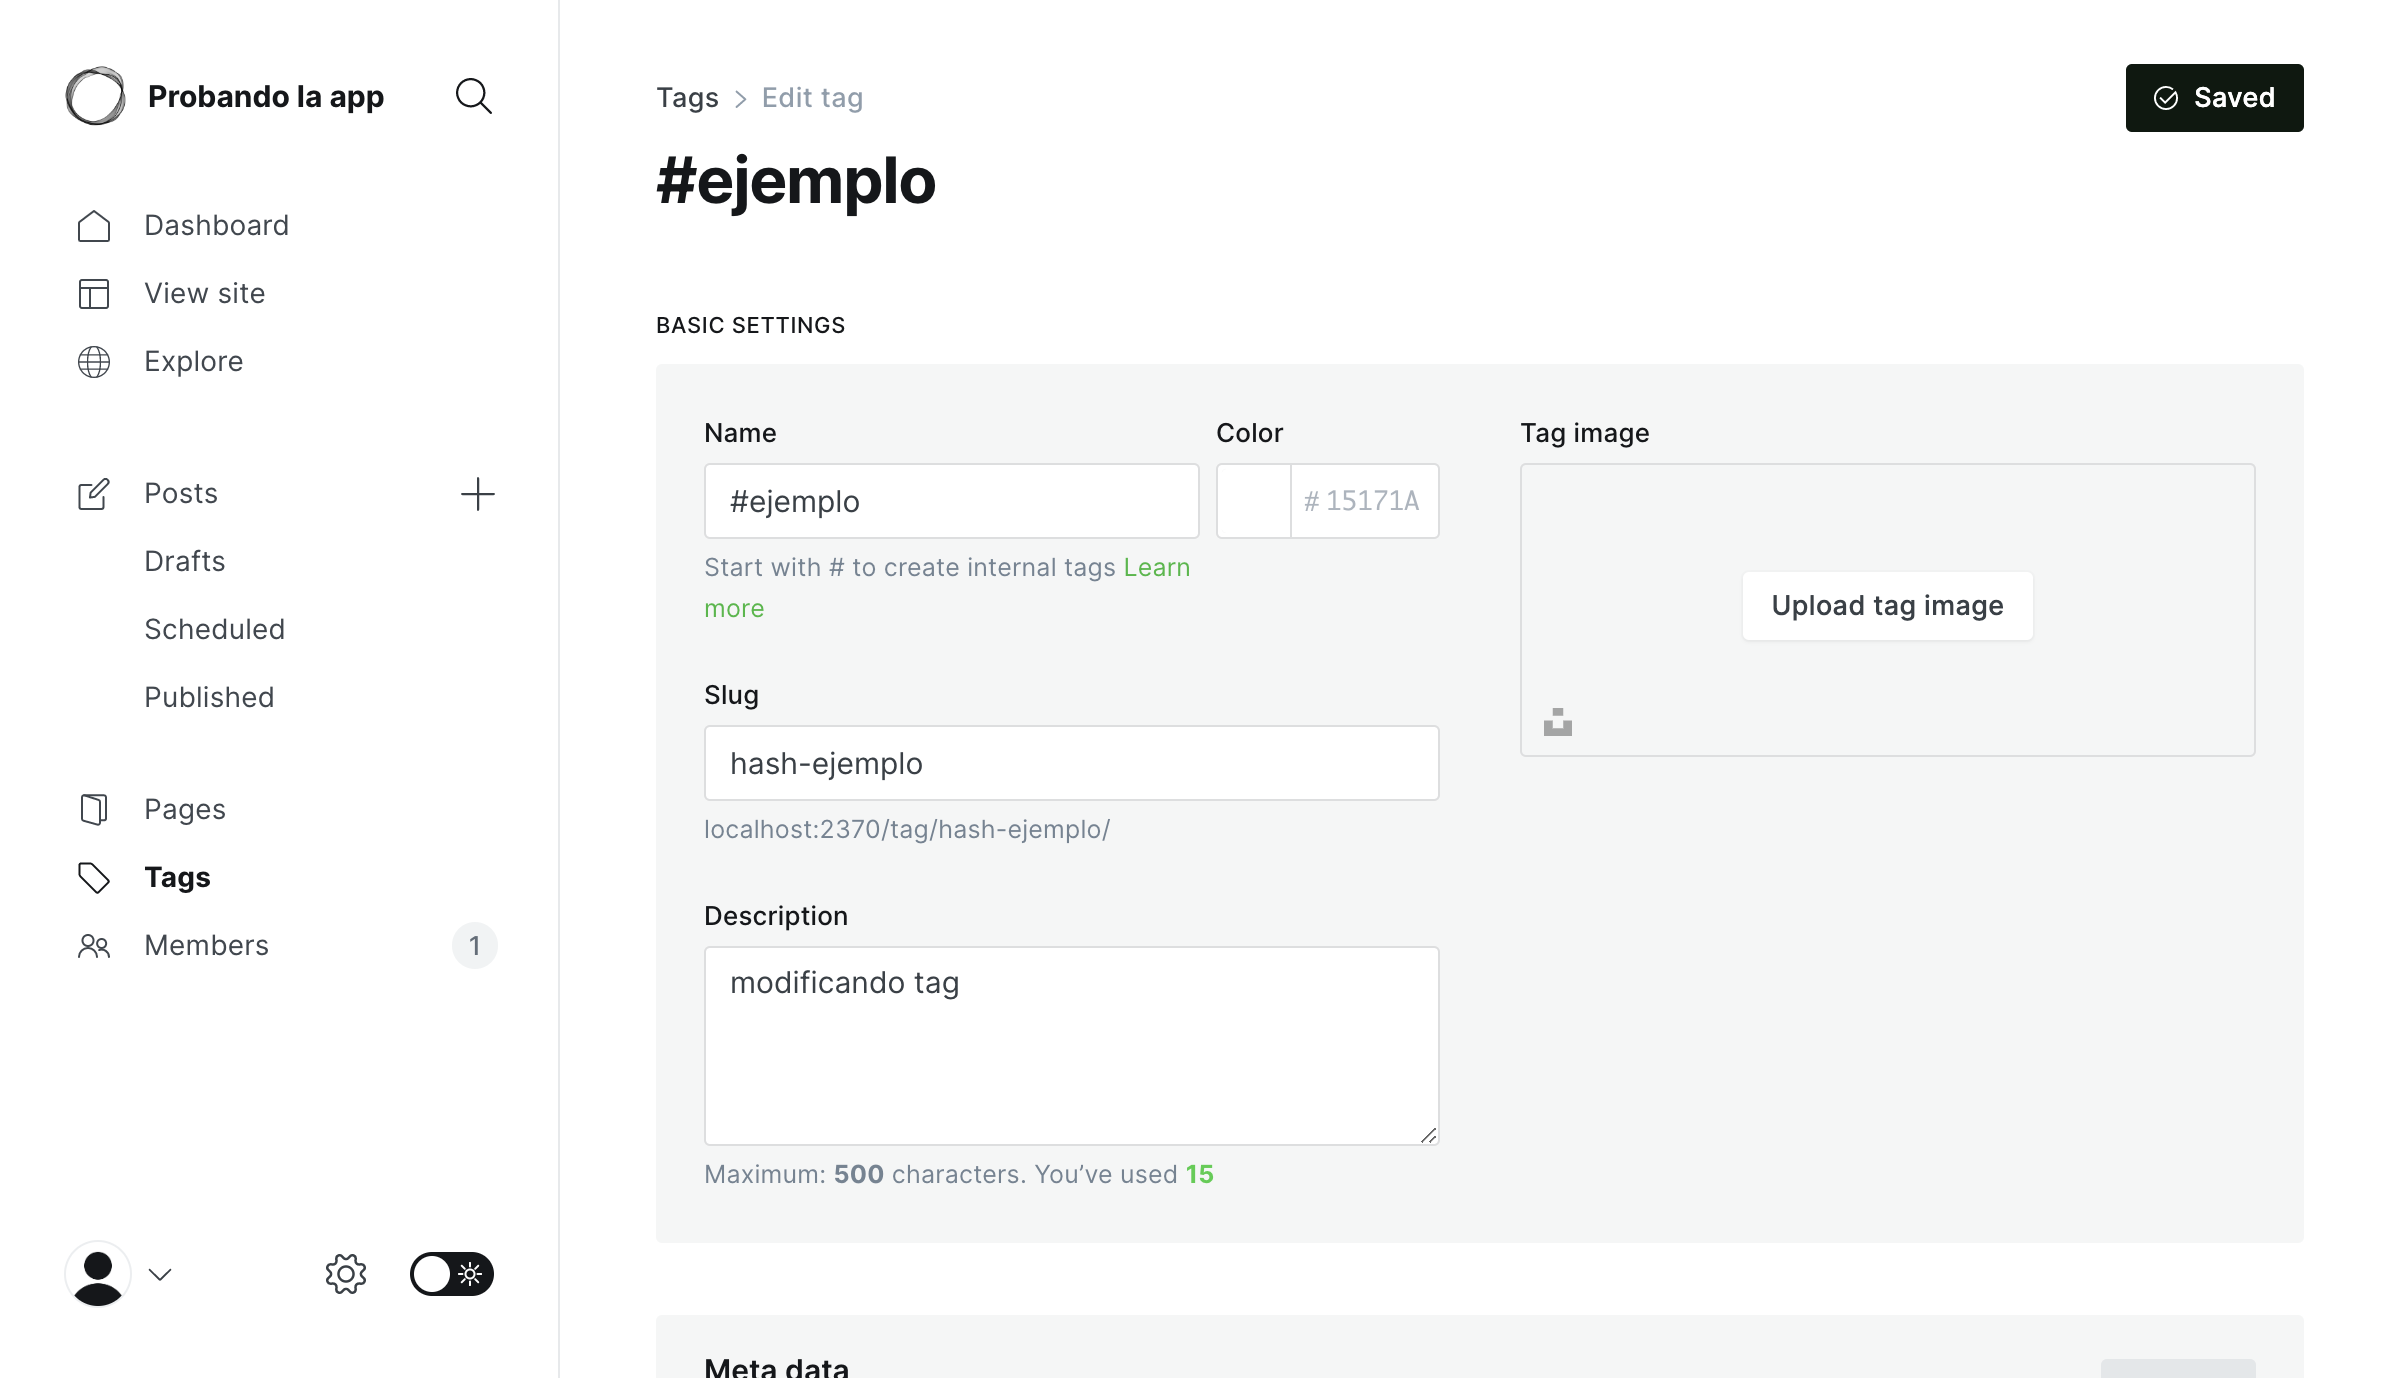 Probando la app
Dashboard
View site
Explore
Posts
Drafts
Scheduled
Published
Pages
Tags
Members
1
Tags > Edit tag
Saved
#ejemplo
BASIC SETTINGS
Name
#ejemplo
Start with # to create internal tags Learn
more
Color
# 15171A
Slug
hash-ejemplo
localhost:2370/tag/hash-ejemplo/
Description
modificando tag
Maximum: 500 characters. You’ve used 15
Tag image
Upload tag image
Meta data